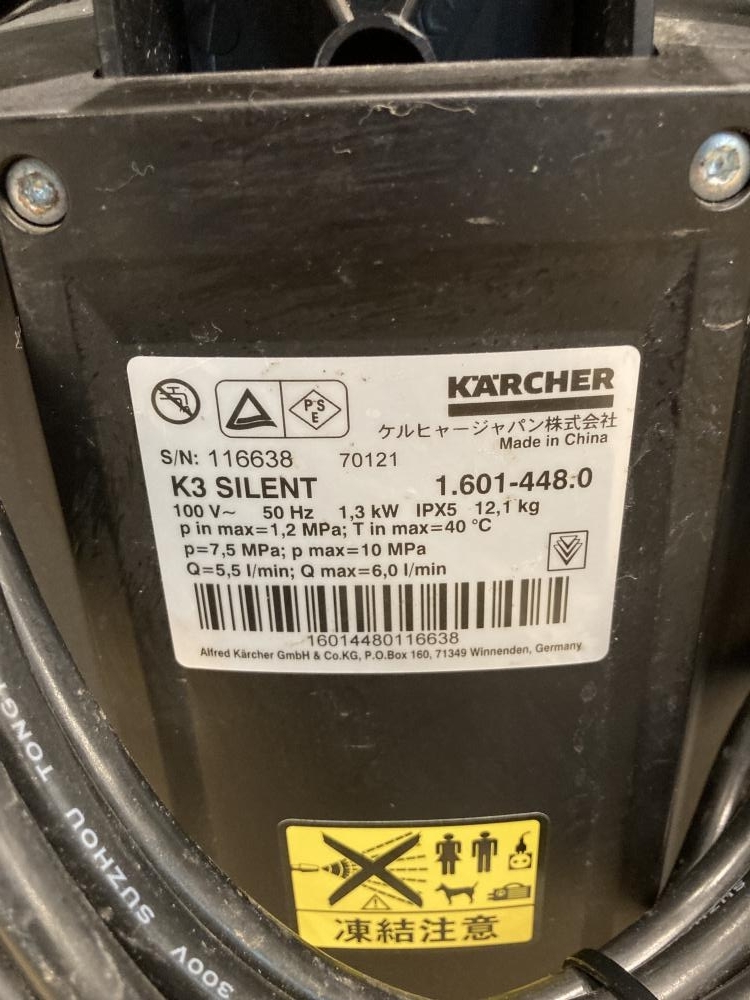 KÄRCHER
PSE
ケルヒャージャパン株式会社
Made in China
S/N: 116638 70121
K3 SILENT 1.601-448.0
100 V~ 50 Hz 1,3 kW IPX5 12,1 kg
p in max=1,2 MPa; T in max=40 °C
p=7,5 MPa; p max=10 MPa
Q=5,5 l/min; Q max=6,0 l/min
16014480116638
Alfred Kärcher GmbH & Co.KG, P.O.Box 160, 71349 Winnenden, Germany
凍結注意
300V SUZHOU